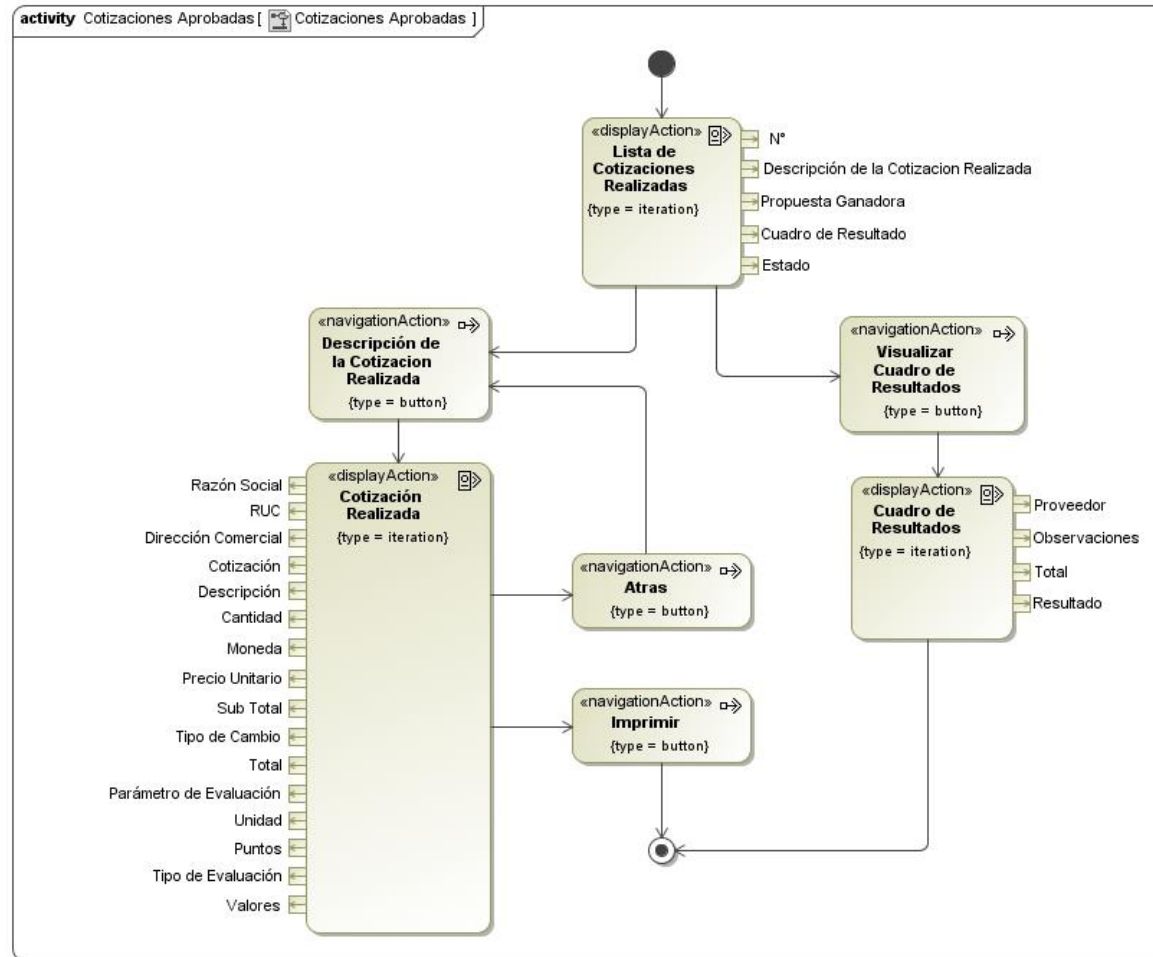 activity Cotizaciones Aprobadas [ Cotizaciones Aprobadas ]
«displayAction»
Lista de
Cotizaciones
Realizadas
{type = iteration}
N°
Descripción de la Cotizacion Realizada
Propuesta Ganadora
Cuadro de Resultado
Estado
«navigationAction»
Descripción de
la Cotizacion
Realizada
{type = button}
«navigationAction»
Visualizar
Cuadro de
Resultados
{type = button}
«displayAction»
Cotización
Realizada
{type = iteration}
Razón Social
RUC
Dirección Comercial
Cotización
Descripción
Cantidad
Moneda
Precio Unitario
Sub Total
Tipo de Cambio
Total
Parámetro de Evaluación
Unidad
Puntos
Tipo de Evaluación
Valores
«navigationAction»
Atras
{type = button}
«navigationAction»
Imprimir
{type = button}
«displayAction»
Cuadro de
Resultados
{type = iteration}
Proveedor
Observaciones
Total
Resultado